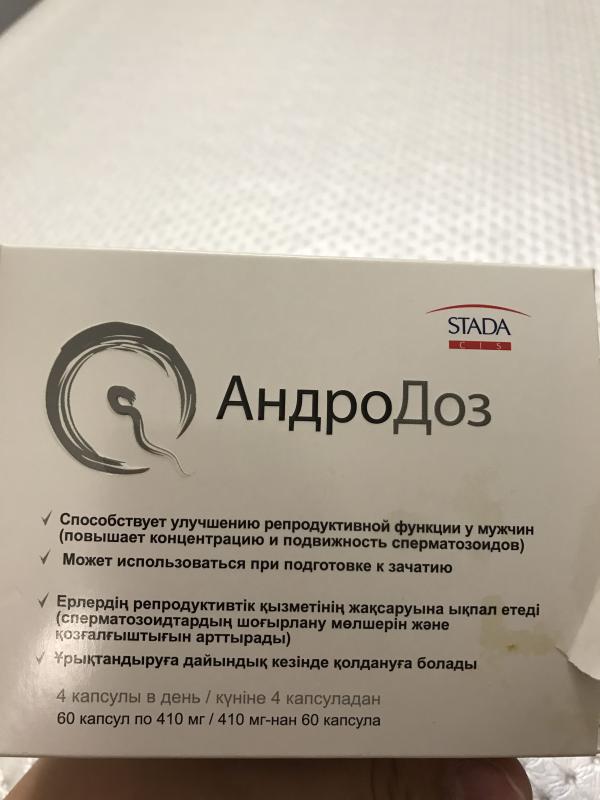 STADA
CIS
АндроДоз
Способствует улучшению репродуктивной функции у мужчин
(повышает концентрацию и подвижность сперматозоидов)
Может использоваться при подготовке к зачатию
Ерлердің репродуктивтік қызметінің жақсаруына ықпал етеді
(сперматозоидтардың шоғырлану мөлшерін және
қозғалғыштығын арттырады)
Ұрықтандыруға дайындық кезінде қолдануға болады
4 капсулы в день / күніне 4 капсуладан
60 капсул по 410 мг / 410 мг-нан 60 капсула